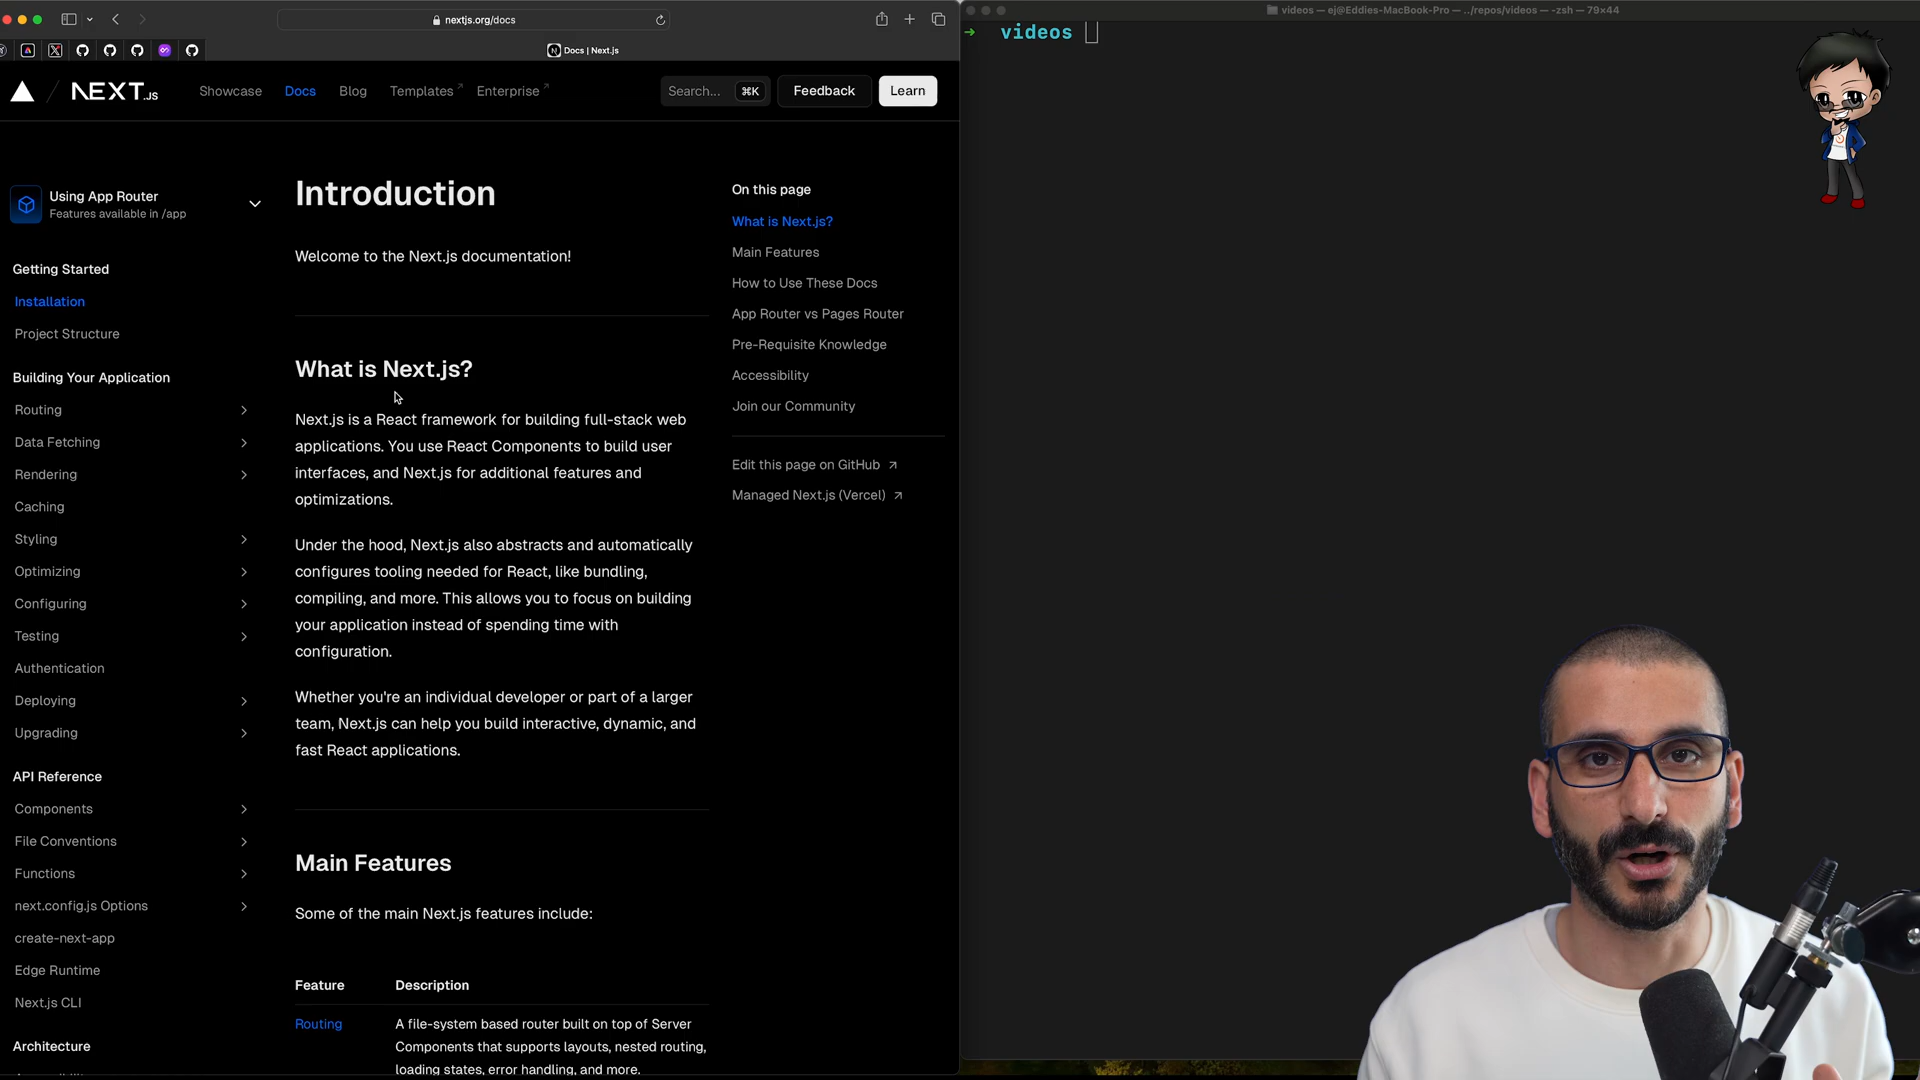 nextjs.org/docs
Docs | Next.js
NEXT.JS
Showcase
Docs
Blog
Templates
Enterprise
Search...
⌘K
Feedback
Learn
Using App Router
Features available in /app
Getting Started
Installation
Project Structure
Building Your Application
Routing
Data Fetching
Rendering
Caching
Styling
Optimizing
Configuring
Testing
Authentication
Deploying
Upgrading
API Reference
Components
File Conventions
Functions
next.config.js Options
create-next-app
Edge Runtime
Next.js CLI
Architecture
Introduction
Welcome to the Next.js documentation!
What is Next.js?
Next.js is a React framework for building full-stack web
applications. You use React Components to build user
interfaces, and Next.js for additional features and
optimizations.
Under the hood, Next.js also abstracts and automatically
configures tooling needed for React, like bundling,
compiling, and more. This allows you to focus on building
your application instead of spending time with
configuration.
Whether you're an individual developer or part of a larger
team, Next.js can help you build interactive, dynamic, and
fast React applications.
Main Features
Some of the main Next.js features include:
Feature Description
Routing A file-system based router built on top of Server
Components that supports layouts, nested routing,
loading states, error handling, and more.
On this page
What is Next.js?
Main Features
How to Use These Docs
App Router vs Pages Router
Pre-Requisite Knowledge
Accessibility
Join our Community
Edit this page on GitHub
Managed Next.js (Vercel)
videos — ej@Eddies-MacBook-Pro — ../repos/videos — -zsh — 79×44
videos